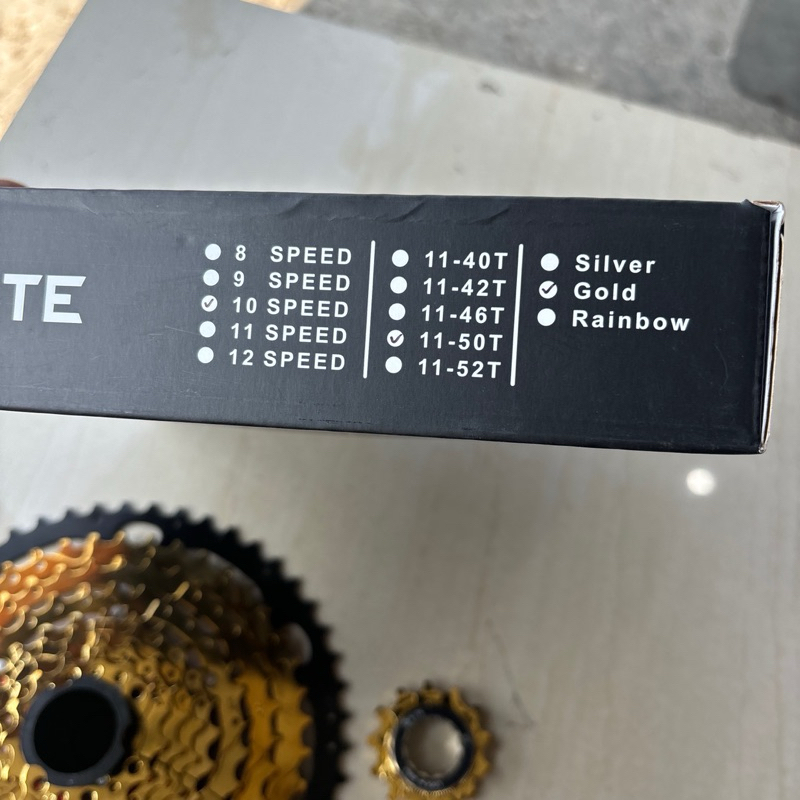 TE
8 SPEED
9 SPEED
10 SPEED
11 SPEED
12 SPEED
11-40T
11-42T
11-46T
11-50T
11-52T
Silver
Gold
Rainbow